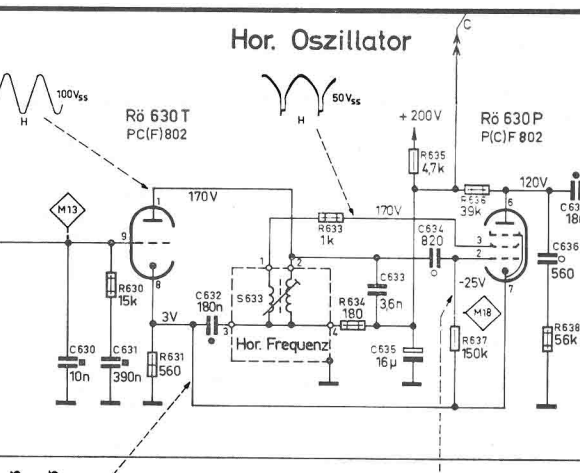 Hor. Oszillator
C
100Vss
H
50Vss
H
Rö 630T
PC(F)802
+ 200V
Rö 630P
P(C)F 802
R635
4,7k
M13
1
170V
R633
1k
170V
R636
39k
120V
6
180
9
8
R630
15k
1
2
C634
820
3
2
C636
560
S633
C633
3,6n
-25V
7
M18
3V
C632
180n
3
4
R634
180
R638
56k
Hor. Frequenz
C630
10n
C631
390n
R631
560
C635
16µ
R637
150k